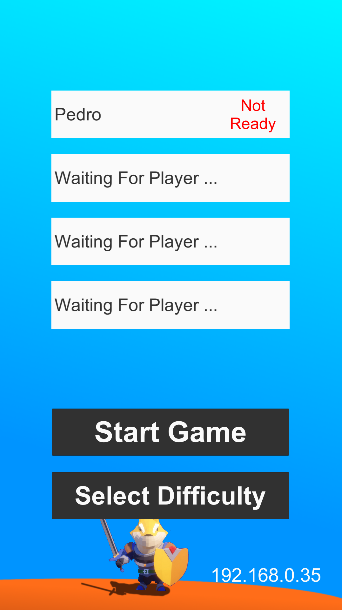 Pedro
Not
Ready
Waiting For Player ...
Waiting For Player ...
Waiting For Player ...
Start Game
Select Difficulty
192.168.0.35